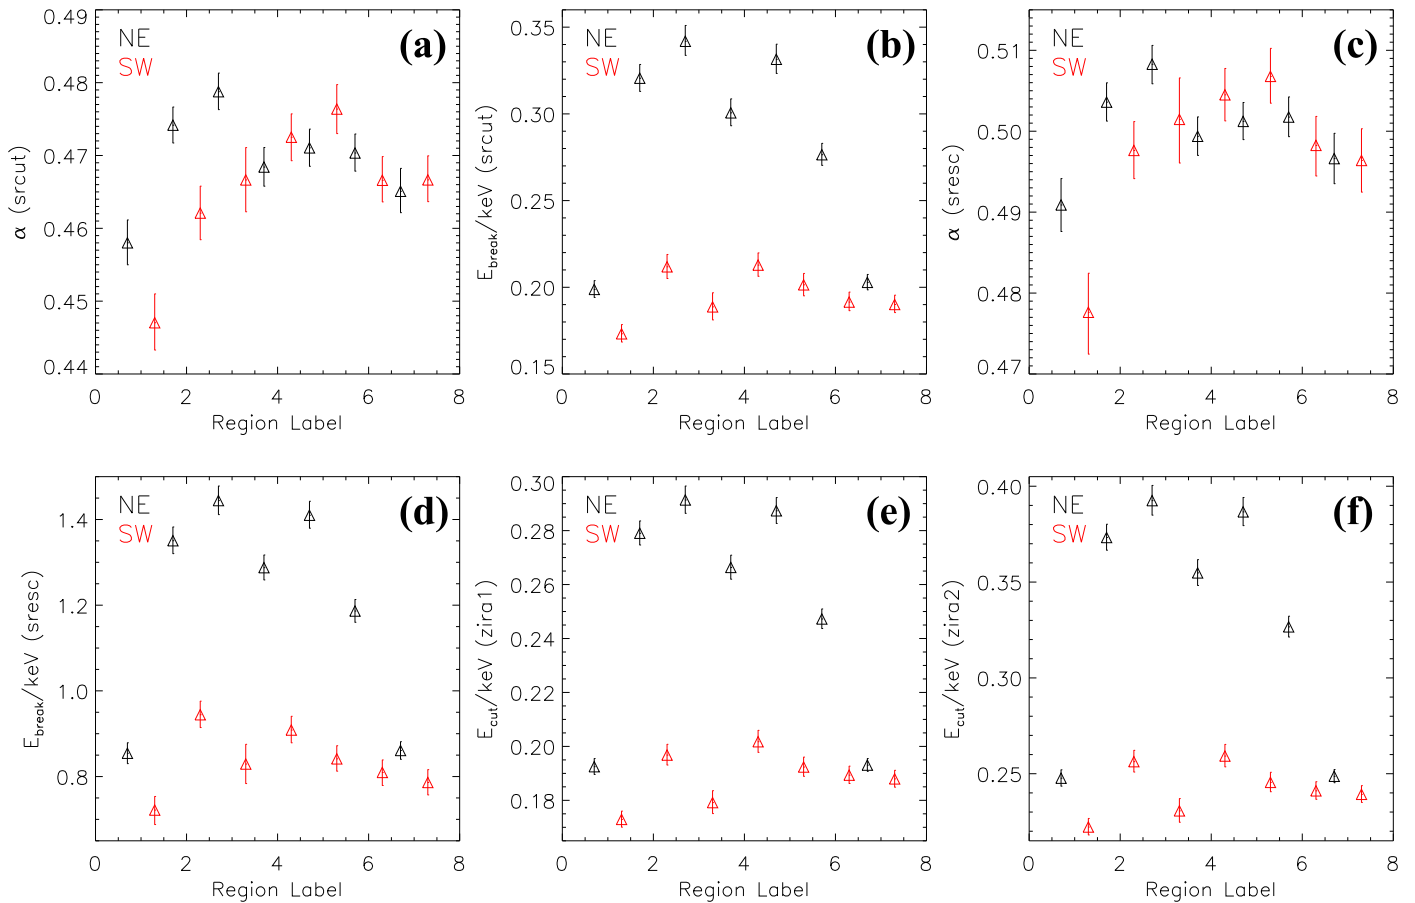 0.49
0.48
0.47
0.46
0.45
0.44
α (srcut)
NE
SW
(a)
0 2 4 6 8
Region Label
0.35
0.30
0.25
0.20
0.15
E_break/keV (srcut)
NE
SW
(b)
0 2 4 6 8
Region Label
0.51
0.50
0.49
0.48
0.47
α (sresc)
NE
SW
(c)
0 2 4 6 8
Region Label
1.4
1.2
1.0
0.8
E_break/keV (sresc)
NE
SW
(d)
0 2 4 6 8
Region Label
0.30
0.28
0.26
0.24
0.22
0.20
0.18
E_cut/keV (zira1)
NE
SW
(e)
0 2 4 6 8
Region Label
0.40
0.35
0.30
0.25
E_cut/keV (zira2)
NE
SW
(f)
0 2 4 6 8
Region Label